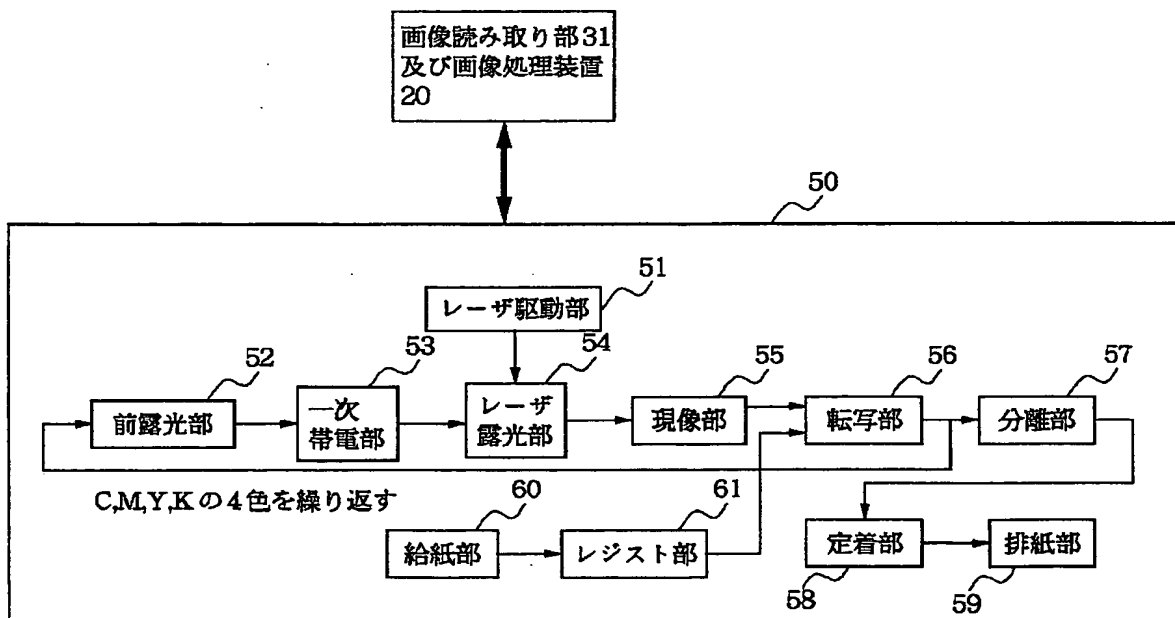 画像読み取り部31
及び画像処理装置
20
50
51
レーザ駆動部
52
53
54
55
56
57
前露光部
一次
帯電部
レーザ
露光部
現像部
転写部
分離部
C,M,Y,Kの4色を繰り返す
60
61
給紙部
レジスト部
定着部
排紙部
58
59